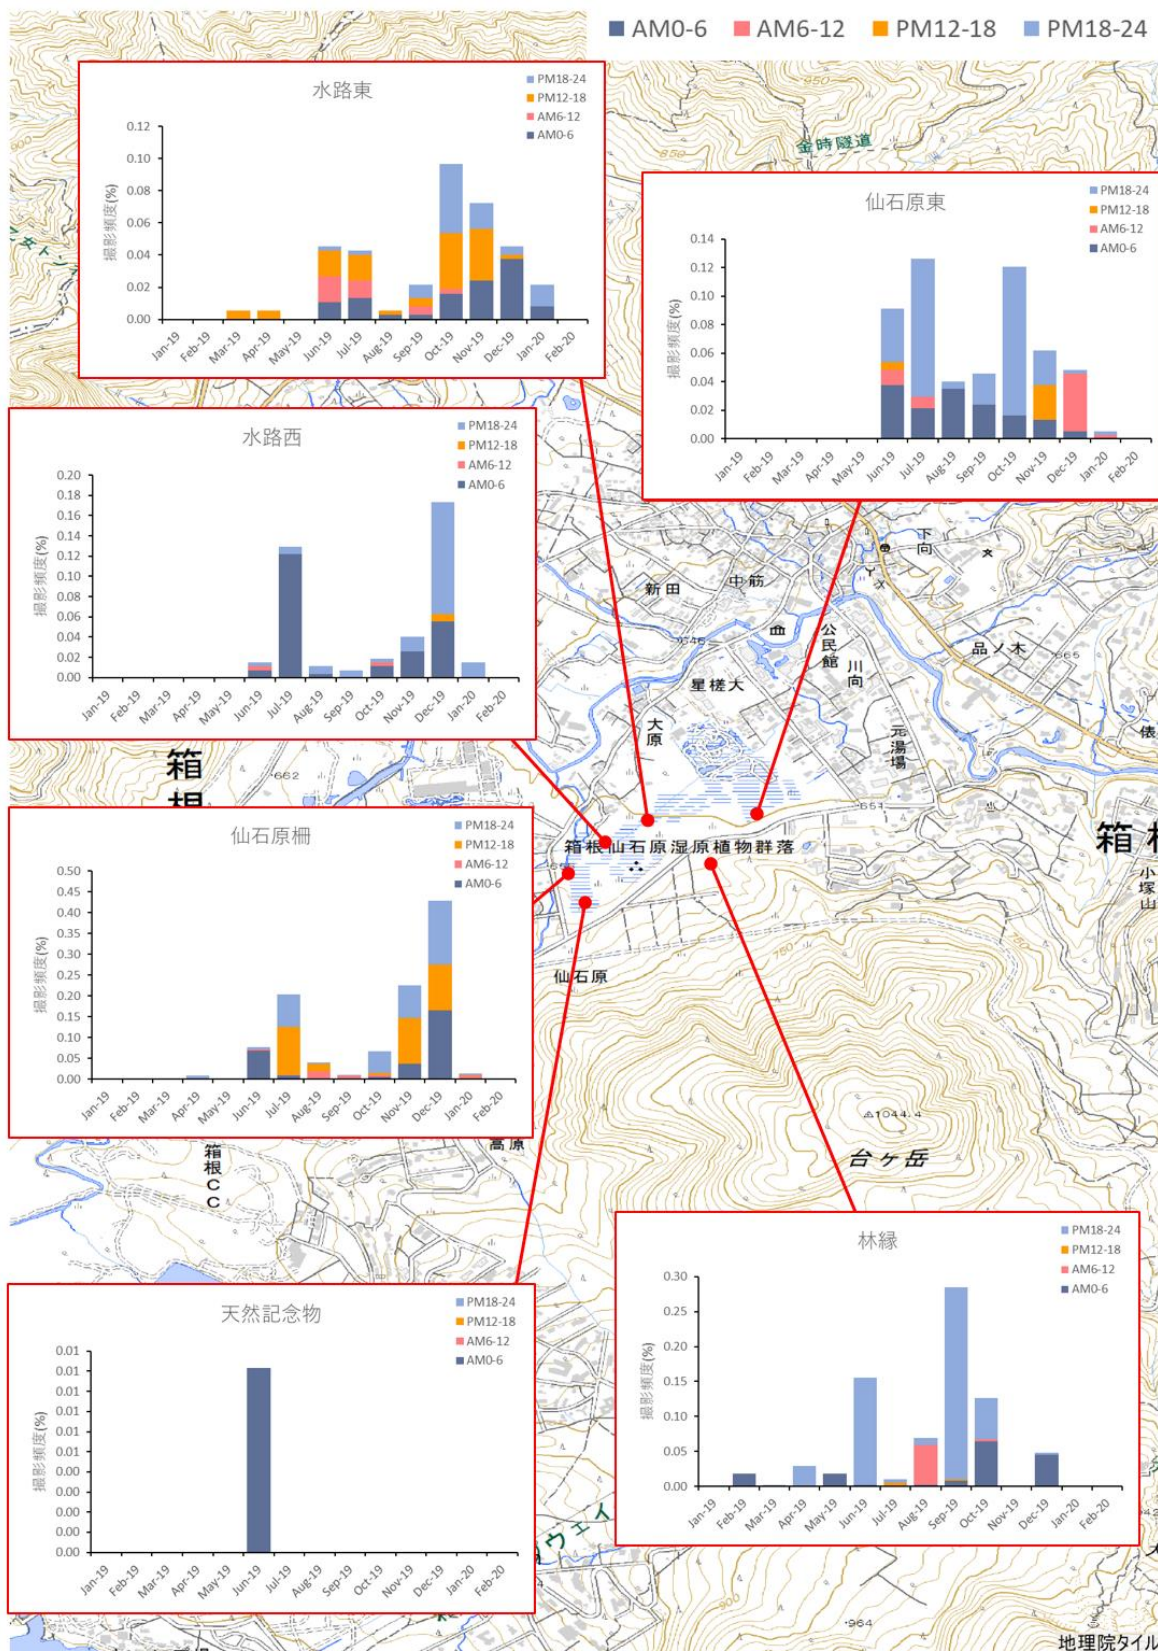 AM0-6 AM6-12 PM12-18 PM18-24
水路東
PM18-24
PM12-18
AM6-12
AM0-6
撮影頻度(%)
0.12
0.10
0.08
0.06
0.04
0.02
0.00
Jan-19 Feb-19 Mar-19 Apr-19 May-19 Jun-19 Jul-19 Aug-19 Sep-19 Oct-19 Nov-19 Dec-19 Jan-20 Feb-20
850
950
900
金時隧道
仙石原東
PM18-24
PM12-18
AM6-12
AM0-6
撮影頻度(%)
0.14
0.12
0.10
0.08
0.06
0.04
0.02
0.00
Jan-19 Feb-19 Mar-19 Apr-19 May-19 Jun-19 Jul-19 Aug-19 Sep-19 Oct-19 Nov-19 Dec-19 Jan-20 Feb-20
水路西
PM18-24
PM12-18
AM6-12
AM0-6
撮影頻度(%)
0.20
0.18
0.16
0.14
0.12
0.10
0.08
0.06
0.04
0.02
0.00
Jan-19 Feb-19 Mar-19 Apr-19 May-19 Jun-19 Jul-19 Aug-19 Sep-19 Oct-19 Nov-19 Dec-19 Jan-20 Feb-20
下向
中筋
新田
公民館
川向
品ノ木
665
646
星槎大
大原
元湯場
俵
箱根
662
651
箱根仙石原湿原植物群落
箱根
小塚山
仙石原
750
750
仙石原柵
PM18-24
PM12-18
AM6-12
AM0-6
撮影頻度(%)
0.50
0.45
0.40
0.35
0.30
0.25
0.20
0.15
0.10
0.05
0.00
Jan-19 Feb-19 Mar-19 Apr-19 May-19 Jun-19 Jul-19 Aug-19 Sep-19 Oct-19 Nov-19 Dec-19 Jan-20 Feb-20
1044.4
台ヶ岳
高原
箱根CC
天然記念物
PM18-24
PM12-18
AM6-12
AM0-6
撮影頻度(%)
0.01
0.01
0.01
0.01
0.01
0.01
0.00
0.00
0.00
0.00
0.00
Jan-19 Feb-19 Mar-19 Apr-19 May-19 Jun-19 Jul-19 Aug-19 Sep-19 Oct-19 Nov-19 Dec-19 Jan-20 Feb-20
林縁
PM18-24
PM12-18
AM6-12
AM0-6
撮影頻度(%)
0.30
0.25
0.20
0.15
0.10
0.05
0.00
Jan-19 Feb-19 Mar-19 Apr-19 May-19 Jun-19 Jul-19 Aug-19 Sep-19 Oct-19 Nov-19 Dec-19 Jan-20 Feb-20
ウェイ
900
964
地理院タイル